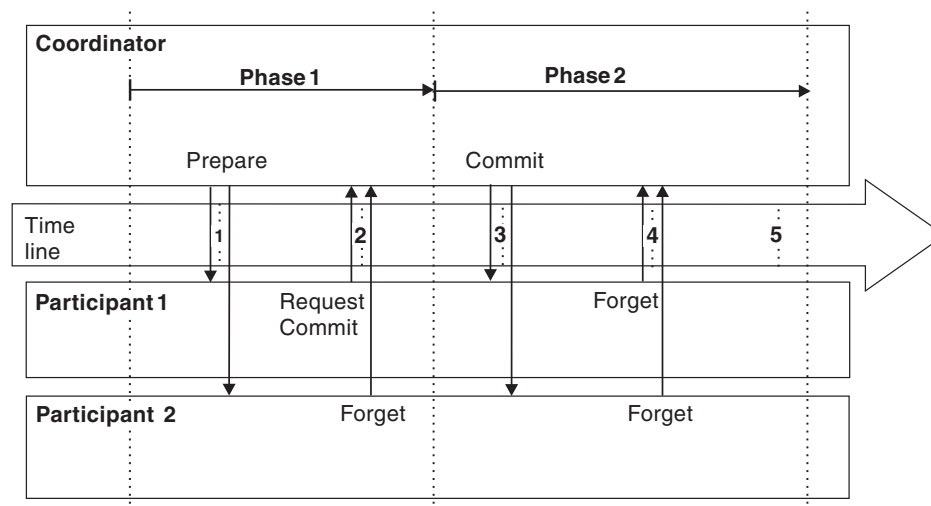 Coordinator
Phase 1
Phase 2
Prepare
Commit
Time
line
1
2
3
4
5
Participant 1
Request
Commit
Forget
Participant 2
Forget
Forget